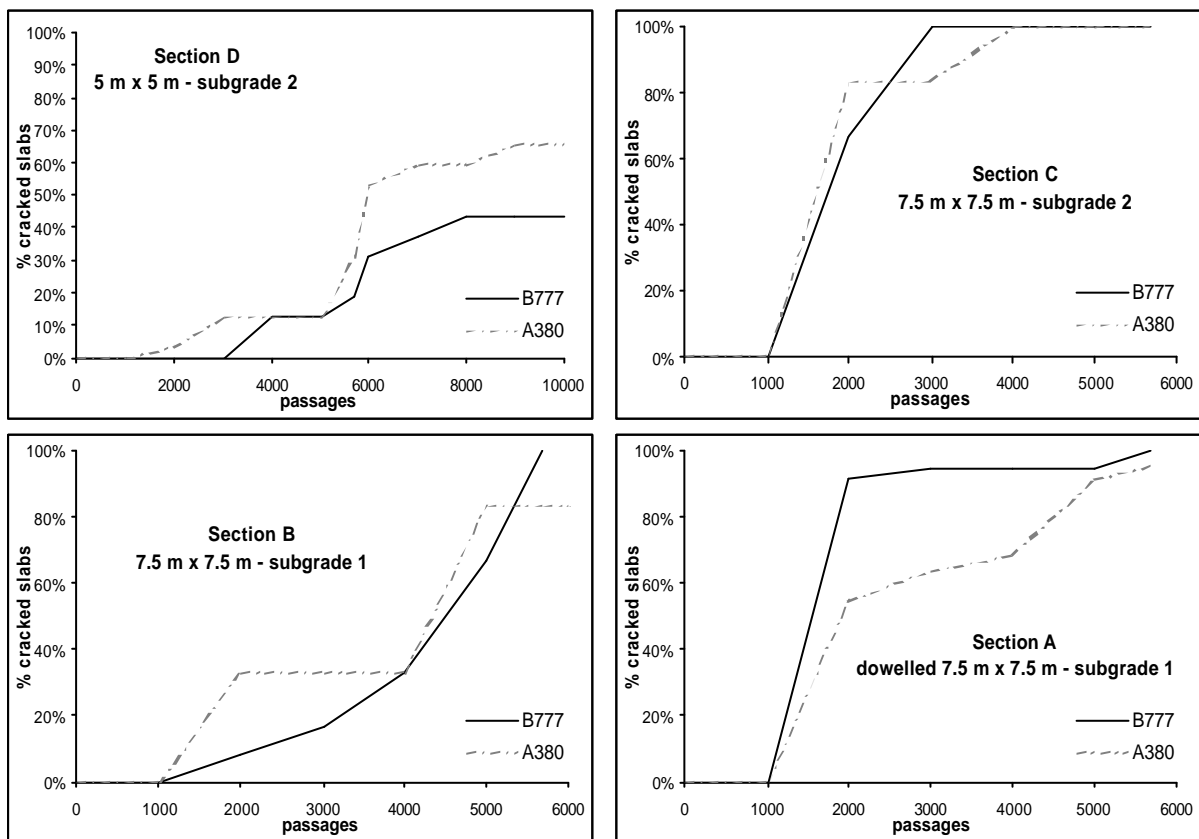 Section D
5 m x 5 m - subgrade 2
% cracked slabs
100%
90%
80%
70%
60%
50%
40%
30%
20%
10%
0%
B777
A380
0 2000 4000 6000 8000 10000
passages
Section C
7.5 m x 7.5 m - subgrade 2
% cracked slabs
100%
80%
60%
40%
20%
0%
B777
A380
0 1000 2000 3000 4000 5000 6000
passages
Section B
7.5 m x 7.5 m - subgrade 1
% cracked slabs
100%
80%
60%
40%
20%
0%
B777
A380
0 1000 2000 3000 4000 5000 6000
passages
Section A
dowelled 7.5 m x 7.5 m - subgrade 1
% cracked slabs
100%
80%
60%
40%
20%
0%
B777
A380
0 1000 2000 3000 4000 5000 6000
passages